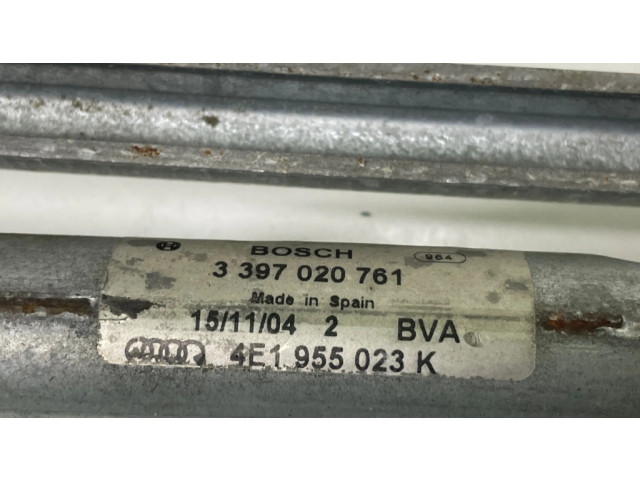 BOSCH 964
3 397 020 761
Made in Spain
15/11/04 2 BVA
4E1 955 023 K